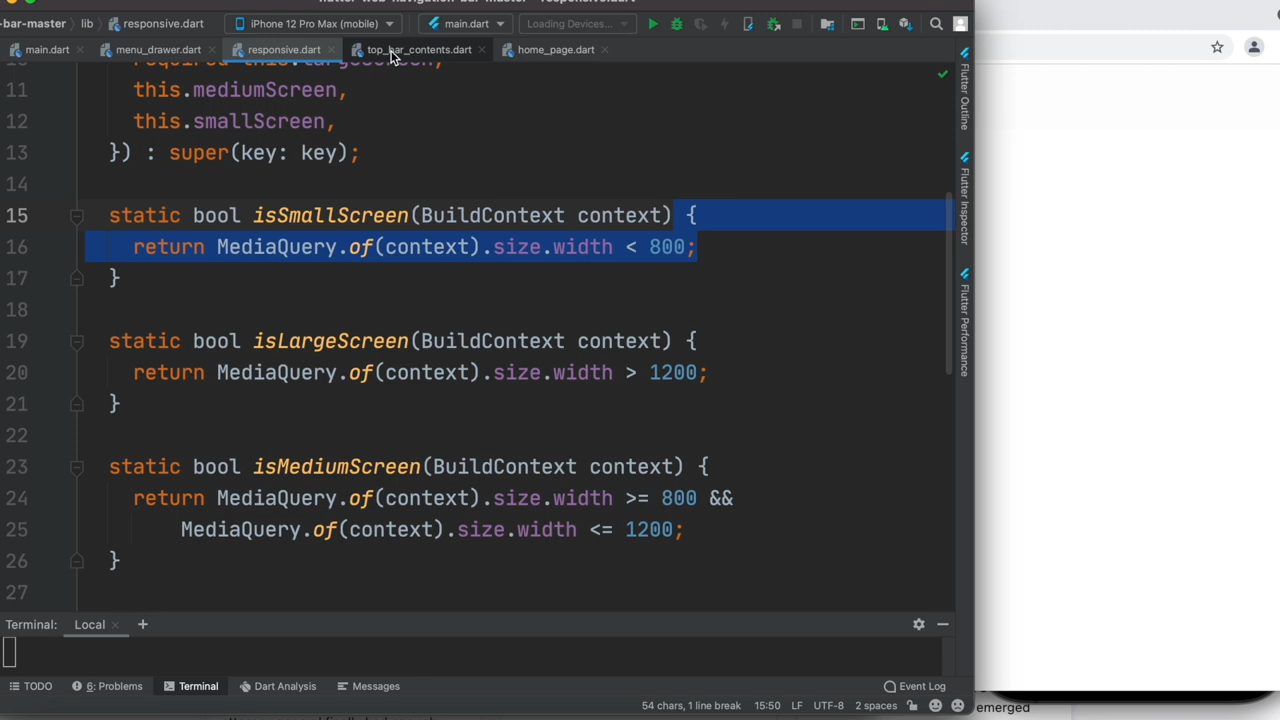 -bar-master
lib
responsive.dart
iPhone 12 Pro Max (mobile)
main.dart
Loading Devices...
main.dart
menu_drawer.dart
responsive.dart
top_bar_contents.dart
home_page.dart
required this.largeScreen,
11 this.mediumScreen,
12 this.smallScreen,
13 }) : super(key: key);
14
15 static bool isSmallScreen(BuildContext context) {
16 return MediaQuery.of(context).size.width < 800;
17 }
18
19 static bool isLargeScreen(BuildContext context) {
20 return MediaQuery.of(context).size.width > 1200;
21 }
22
23 static bool isMediumScreen(BuildContext context) {
24 return MediaQuery.of(context).size.width >= 800 &&
25 MediaQuery.of(context).size.width <= 1200;
26 }
27
Flutter Outline
Flutter Inspector
Flutter Performance
Terminal:
Local
+
TODO
6: Problems
Terminal
Dart Analysis
Messages
Event Log
54 chars, 1 line break
15:50
LF
UTF-8
2 spaces
emerged